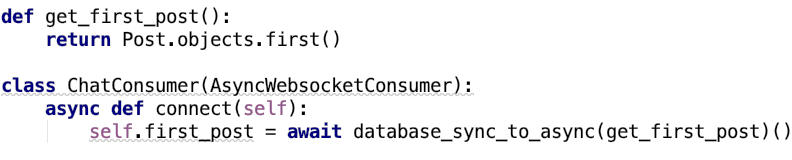 def get_first_post():
    return Post.objects.first()

class ChatConsumer(AsyncWebsocketConsumer):
    async def connect(self):
        self.first_post = await database_sync_to_async(get_first_post)()